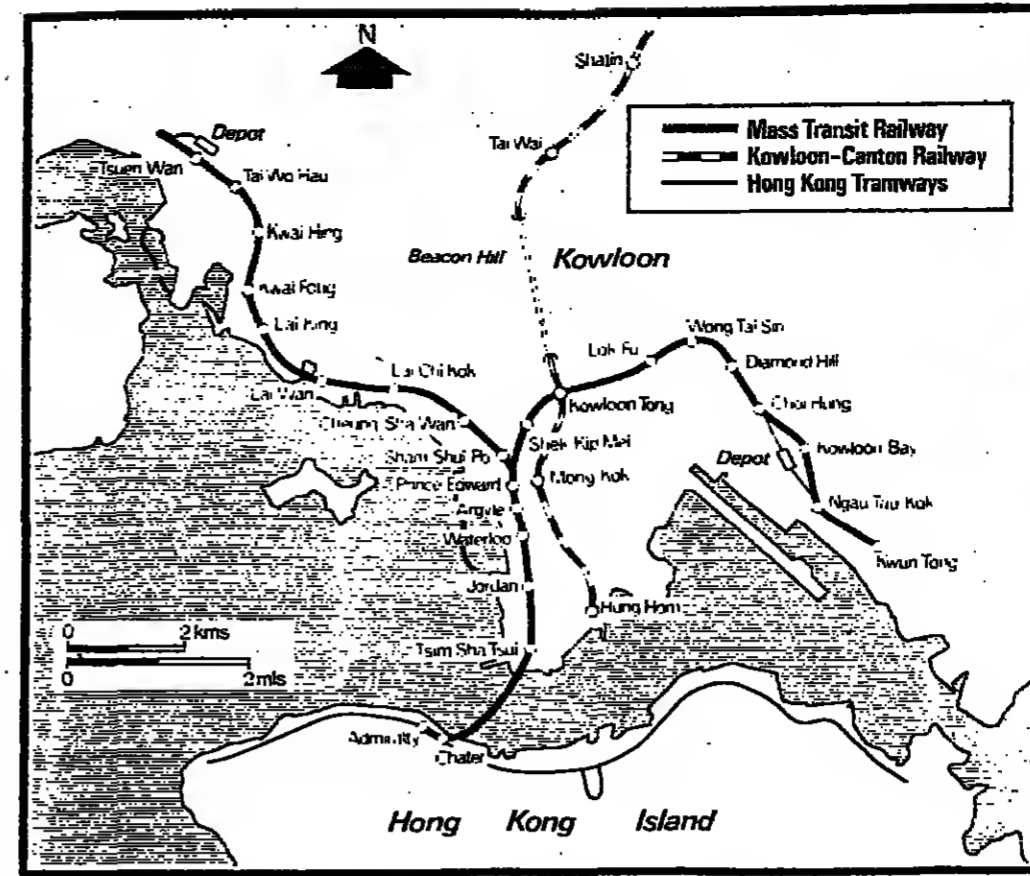 N
Shatin
Mass Transit Railway
Kowloon-Canton Railway
Hong Kong Tramways
Depot
Tsuen Wan
Tai Wo Hau
Tai Wai
Kwai Hing
Beacon Hill
Kowloon
Kwai Fong
Lai King
Wong Tai Sin
Lok Fu
Diamond Hill
Lai Chi Kok
Lai Wan
Kowloon Tong
Choi Hung
Cheung Sha Wan
Shek Kip Mei
Kowloon Bay
Sham Shui Po
Depot
Prince Edward
Mong Kok
Argyle
Ngau Tau Kok
Waterloo
Kwun Tong
Jordan
Hung Hom
0 2 kms
Tsim Sha Tsui
0 2mls
Admiralty
Chater
Hong Kong Island